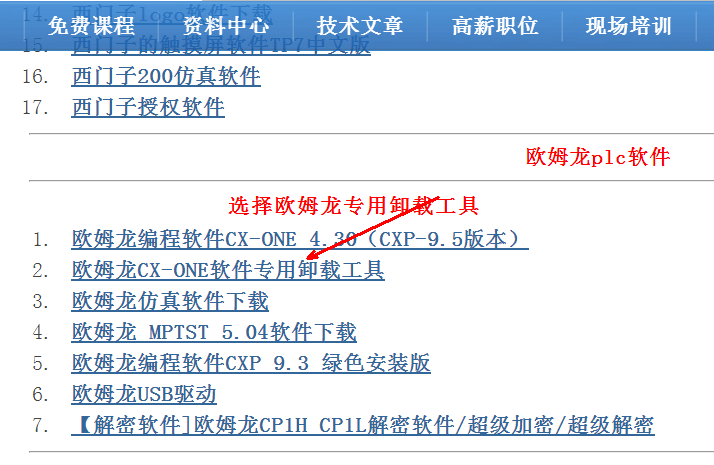 免费课程 资料中心 技术文章 高薪职位 现场培训
14. 西门子logo软件下载
15. 西门子的触摸屏软件TP7中文版
16. 西门子200仿真软件
17. 西门子授权软件
欧姆龙plc软件
选择欧姆龙专用卸载工具
1. 欧姆龙编程软件CX-ONE 4.30（CXP-9.5版本）
2. 欧姆龙CX-ONE软件专用卸载工具
3. 欧姆龙仿真软件下载
4. 欧姆龙 MPTST 5.04软件下载
5. 欧姆龙编程软件CXP 9.3 绿色安装版
6. 欧姆龙USB驱动
7. 【解密软件]欧姆龙CP1H CP1L解密软件/超级加密/超级解密